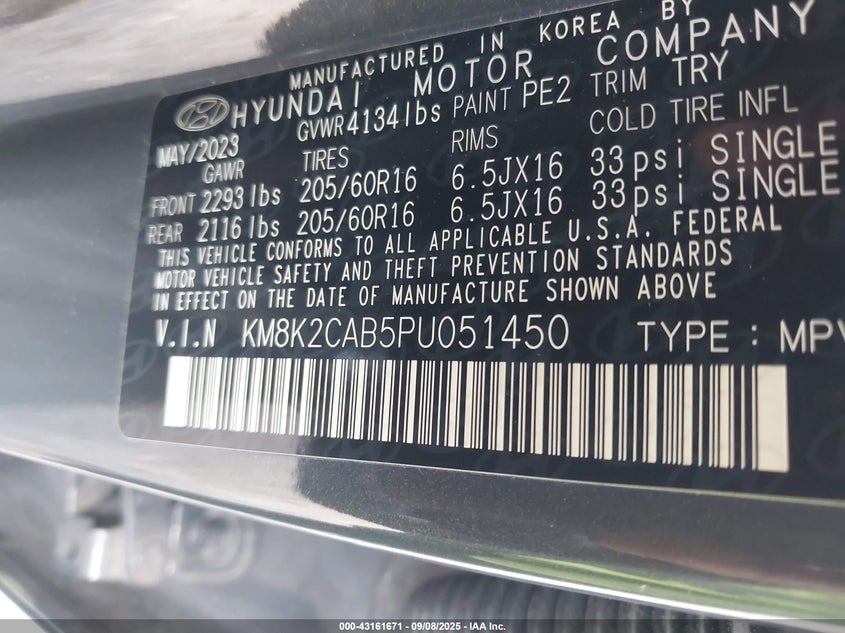 MANUFACTURED IN KOREA BY
HYUNDAI MOTOR COMPANY
MAY/2023 GVWR 4134 lbs PAINT PE2 TRIM TRY
GAWR TIRES RIMS COLD TIRE INFL
FRONT 2293 lbs 205/60R16 6.5JX16 33 psi SINGLE
REAR 2116 lbs 205/60R16 6.5JX16 33 psi SINGLE
THIS VEHICLE CONFORMS TO ALL APPLICABLE U.S.A. FEDERAL
MOTOR VEHICLE SAFETY AND THEFT PREVENTION STANDARDS
IN EFFECT ON THE DATE OF MANUFACTURE SHOWN ABOVE
V.I.N KM8K2CAB5PU051450 TYPE : MPV
000-43161671 | 09/08/2025 - IAA Inc.